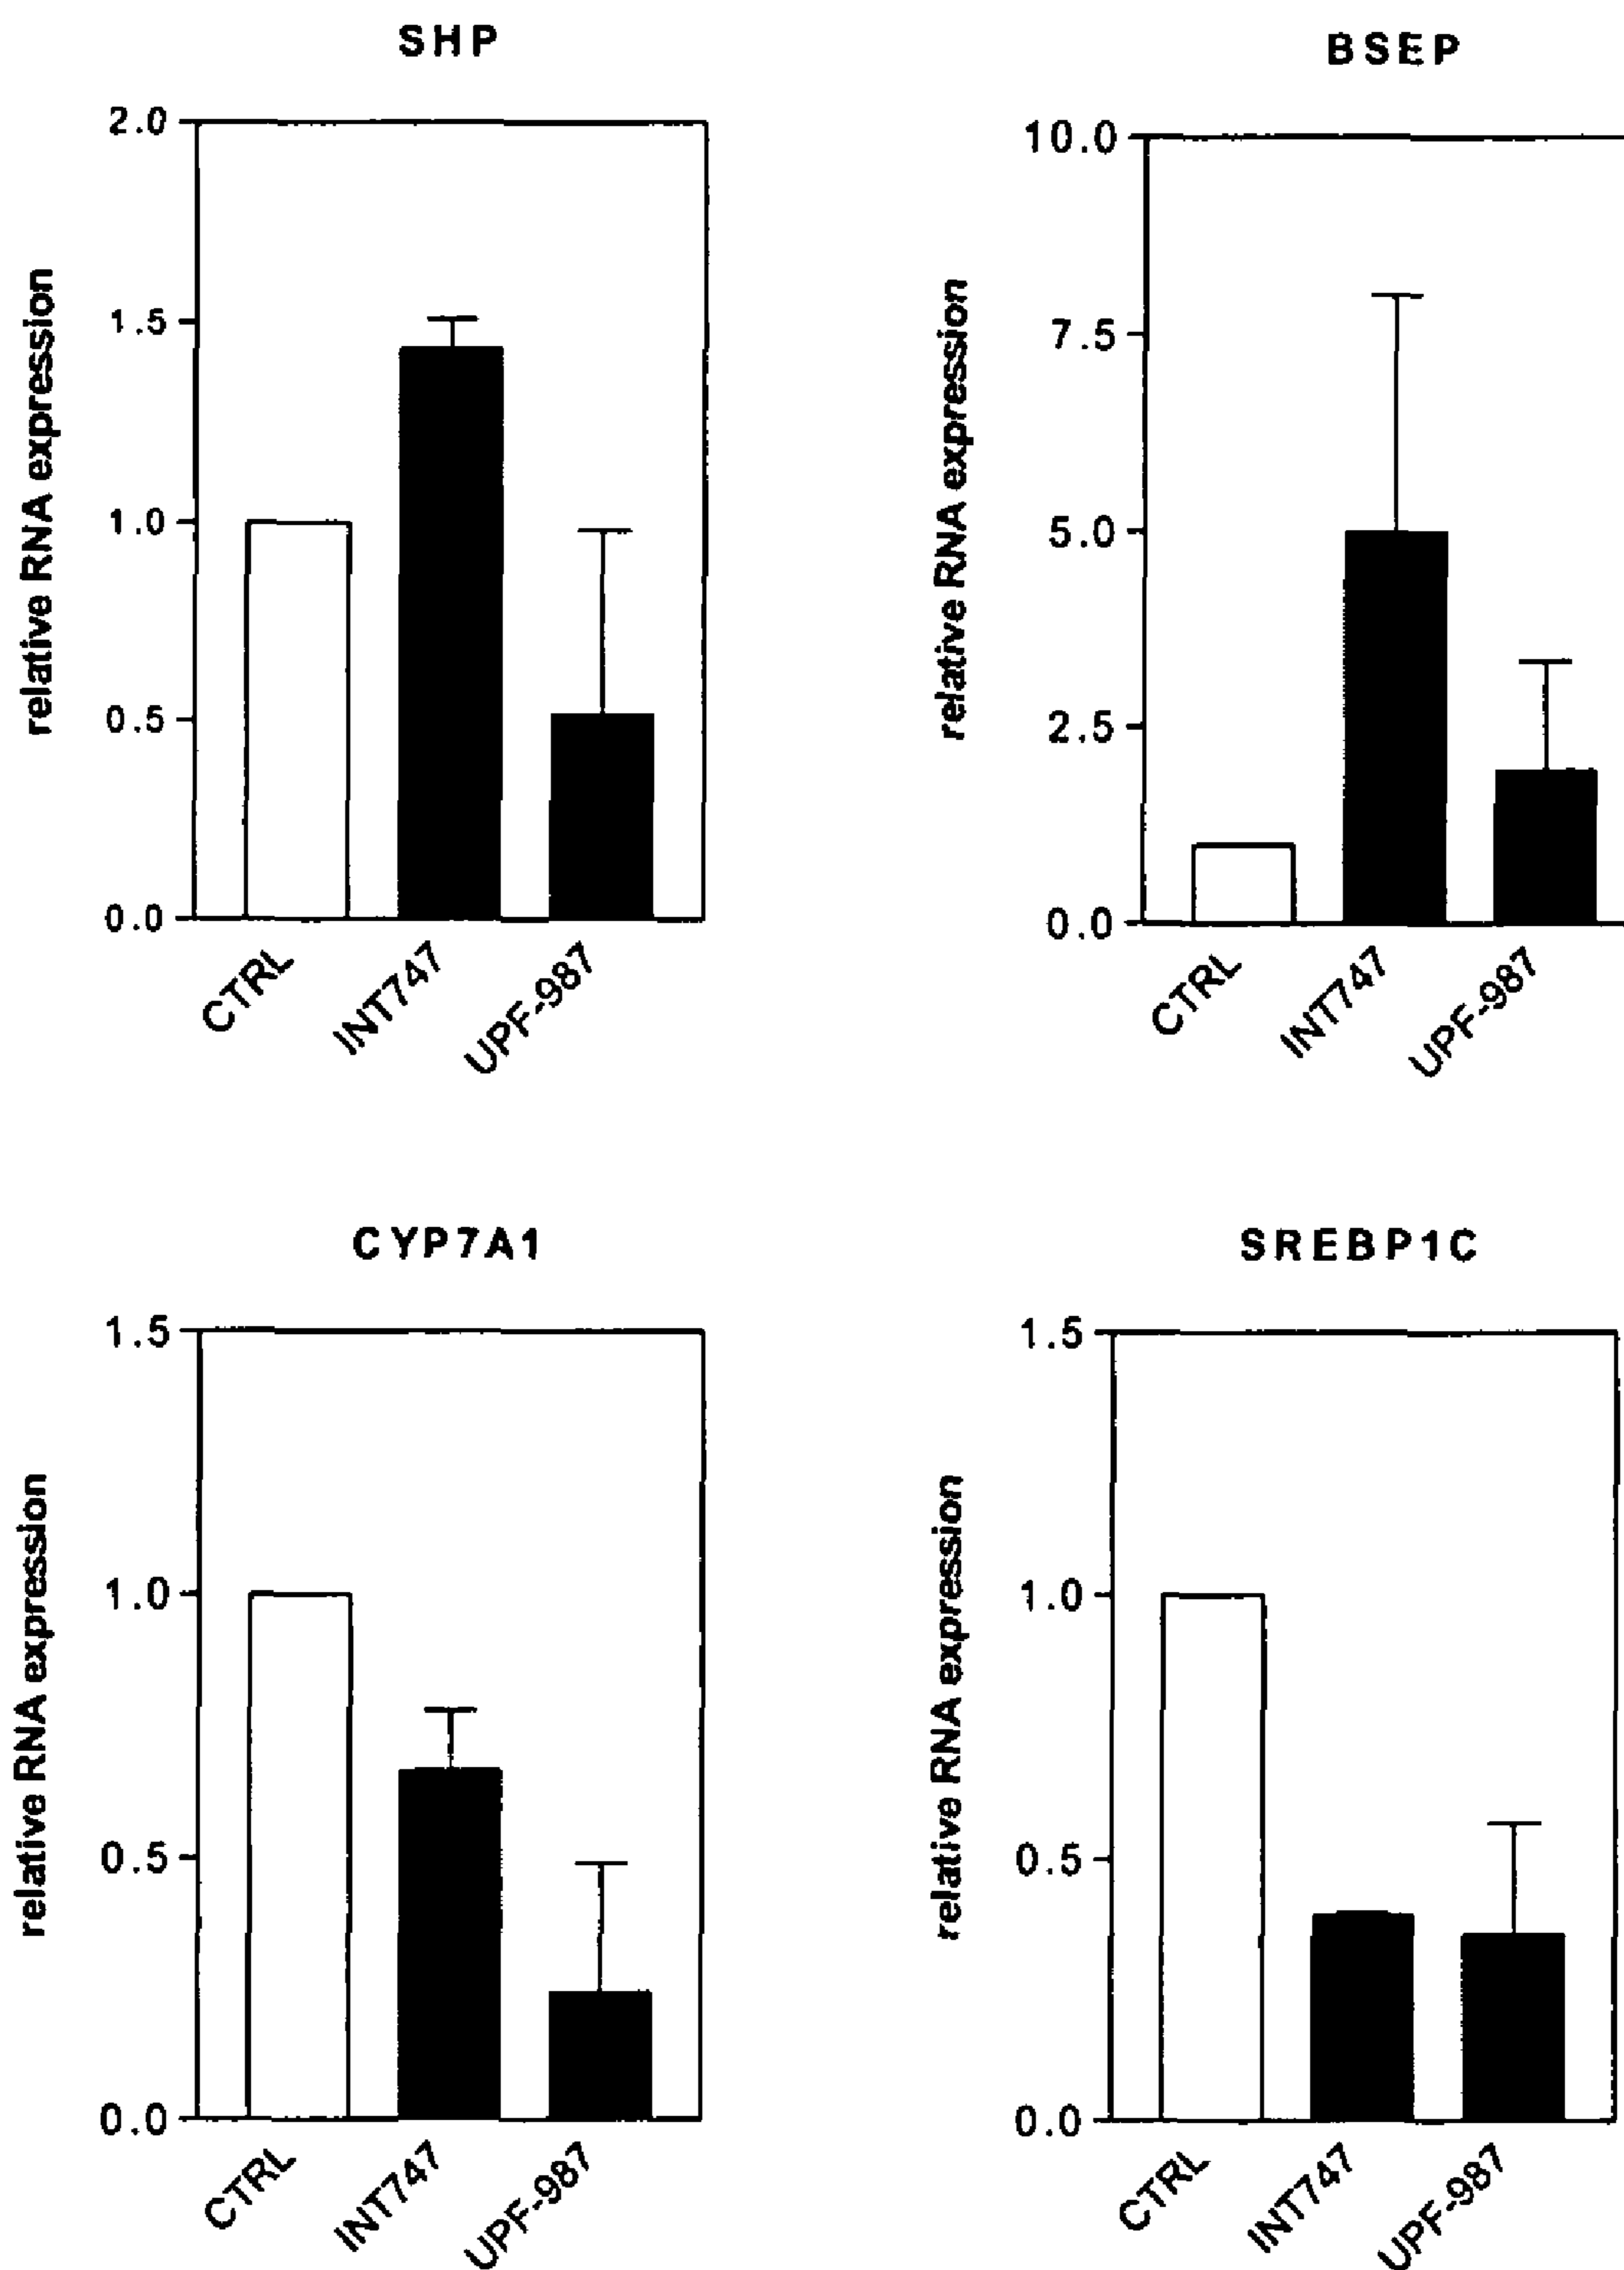 SHP
2.0
1.5
1.0
0.5
0.0
relative RNA expression
CTRL
INT747
UPF-987
BSEP
10.0
7.5
5.0
2.5
0.0
relative RNA expression
CTRL
INT747
UPF-987
CYP7A1
1.5
1.0
0.5
0.0
relative RNA expression
CTRL
INT747
UPF-987
SREBP1C
1.5
1.0
0.5
0.0
relative RNA expression
CTRL
INT747
UPF-987